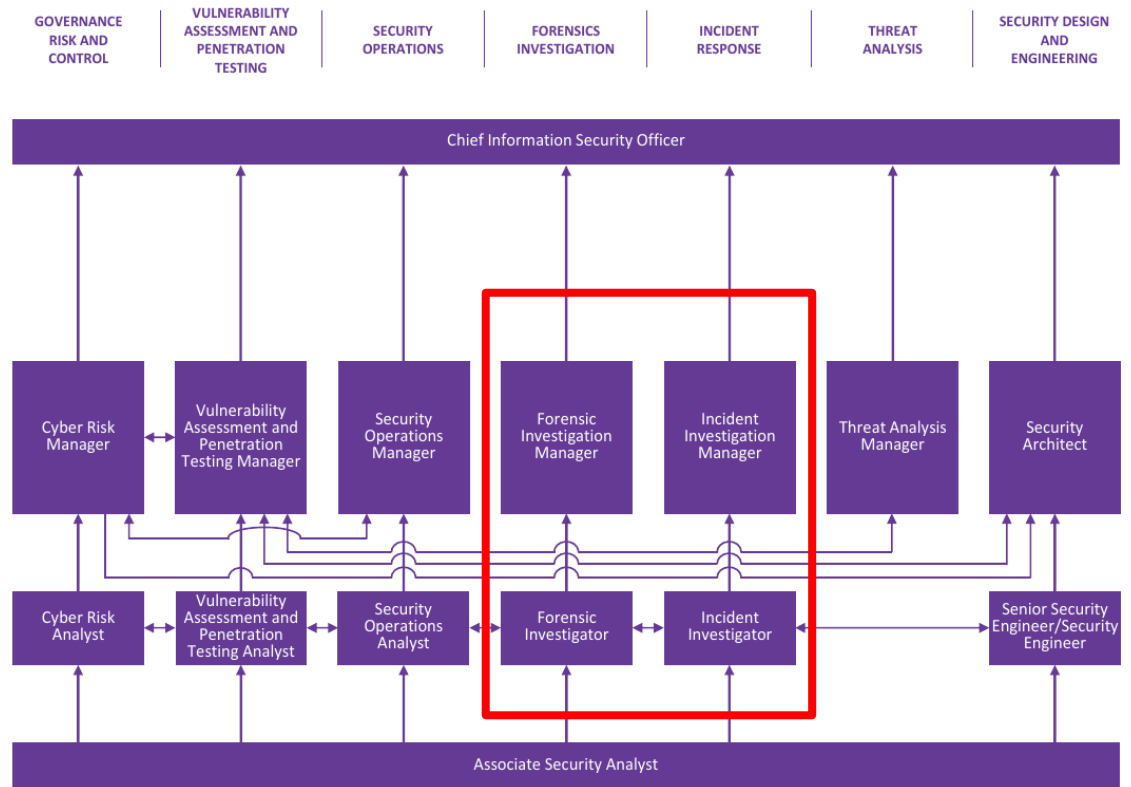 GOVERNANCE
RISK AND
CONTROL
VULNERABILITY
ASSESSMENT AND
PENETRATION
TESTING
SECURITY
OPERATIONS
FORENSICS
INVESTIGATION
INCIDENT
RESPONSE
THREAT
ANALYSIS
SECURITY DESIGN
AND
ENGINEERING
Chief Information Security Officer
Cyber Risk
Manager
Vulnerability
Assessment and
Penetration
Testing Manager
Security
Operations
Manager
Forensic
Investigation
Manager
Incident
Investigation
Manager
Threat Analysis
Manager
Security
Architect
Cyber Risk
Analyst
Vulnerability
Assessment and
Penetration
Testing Analyst
Security
Operations
Analyst
Forensic
Investigator
Incident
Investigator
Senior Security
Engineer/Security
Engineer
Associate Security Analyst